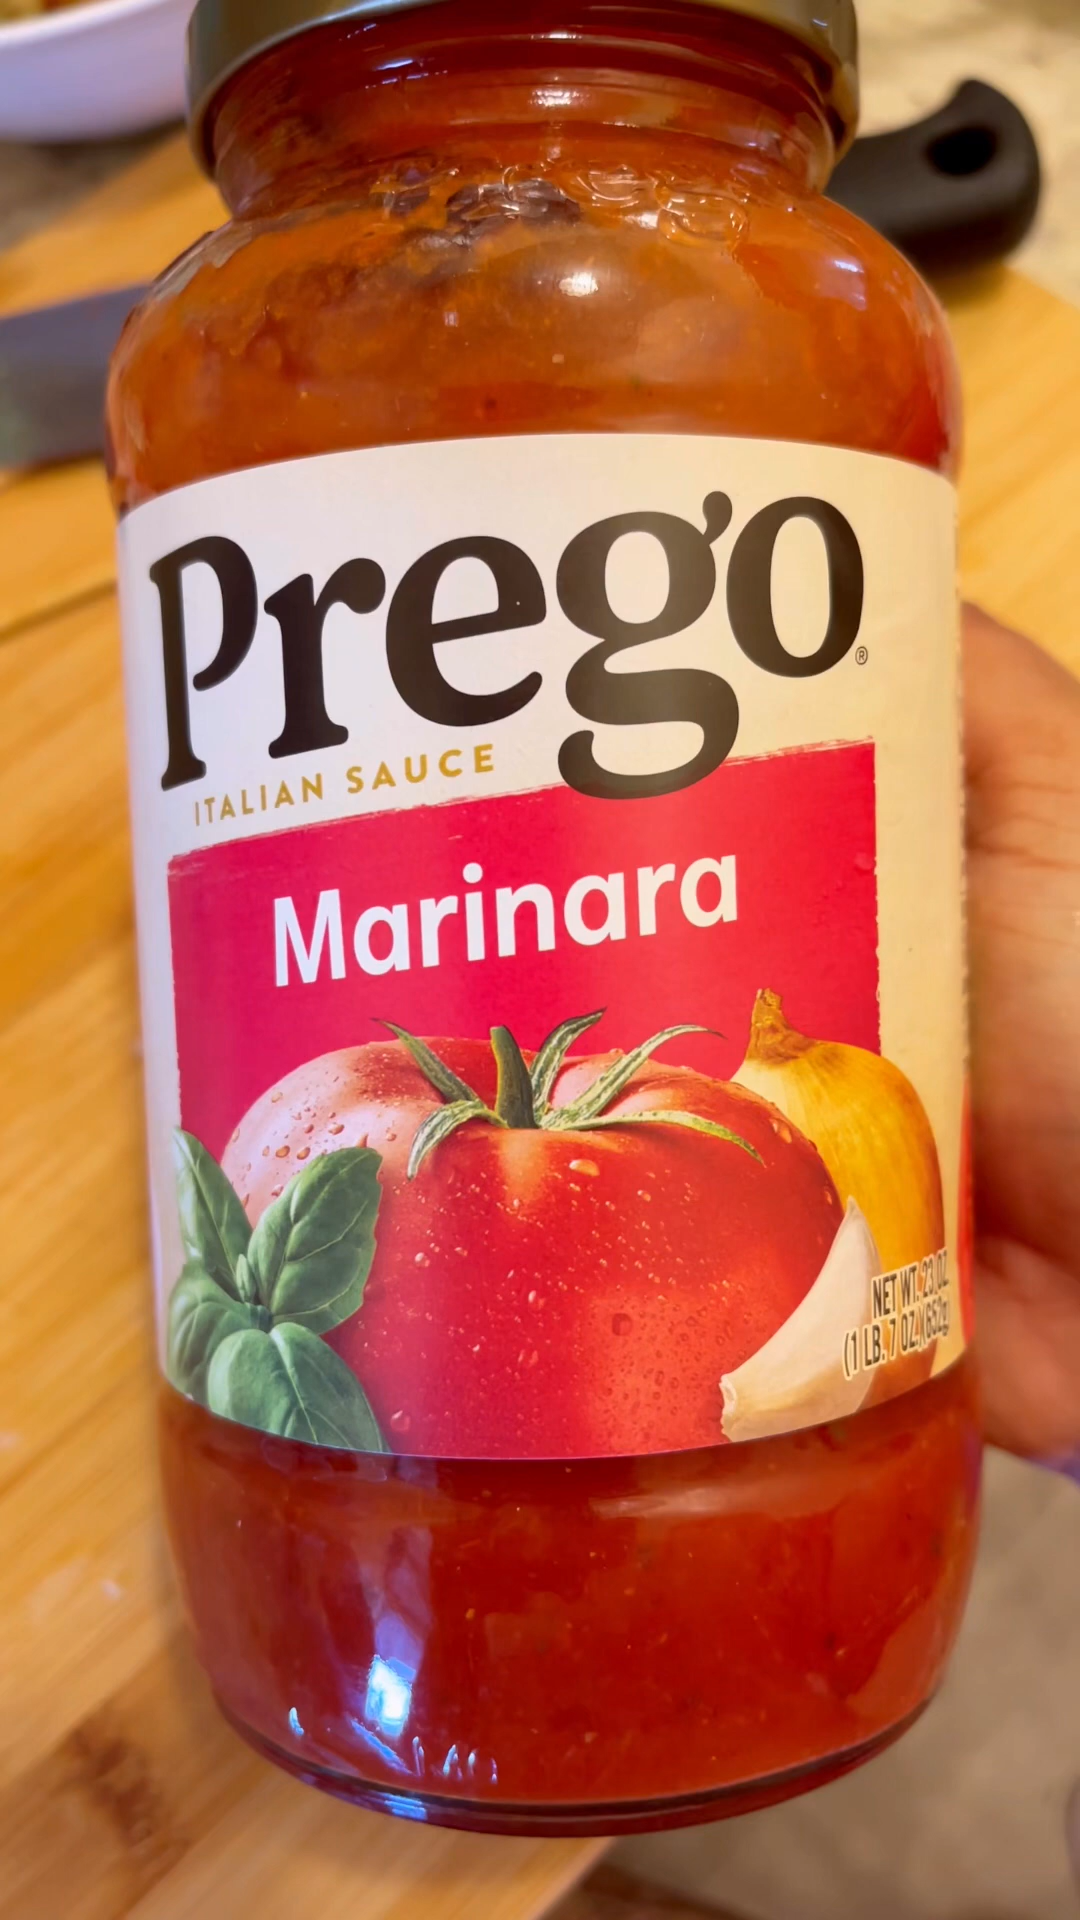 Prego®
ITALIAN SAUCE
Marinara
NET WT. 23 OZ.
(1 LB. 7 OZ.) (652g)